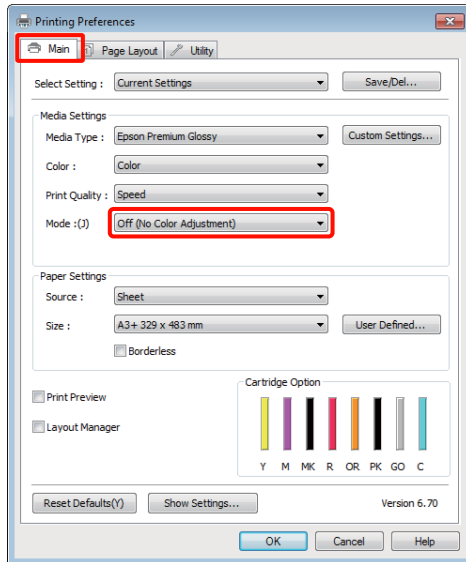 Printing Preferences
Main Page Layout Utility
Select Setting : Current Settings Save/Del...
Media Settings
Media Type : Epson Premium Glossy Custom Settings...
Color : Color
Print Quality : Speed
Mode :(J) Off (No Color Adjustment)
Paper Settings
Source : Sheet
Size : A3+ 329 x 483 mm User Defined...
Borderless
Print Preview
Layout Manager
Cartridge Option
Y M MK R OR PK GO C
Reset Defaults(Y) Show Settings... Version 6.70
OK Cancel Help